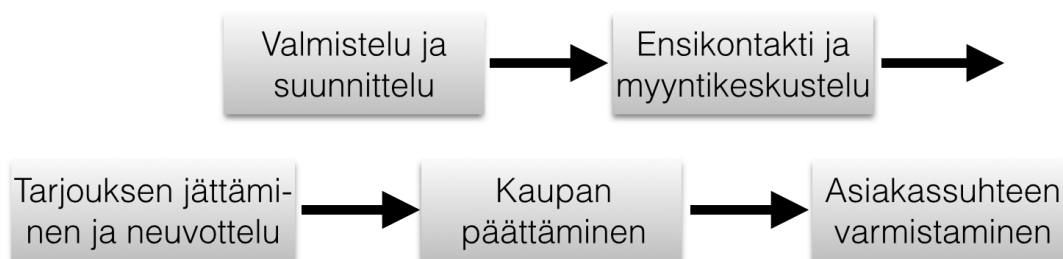 Valmistelu ja
suunnittelu
Ensikontakti ja
myyntikeskustelu
Tarjouksen jättämi-
nen ja neuvottelu
Kaupan
päättäminen
Asiakassuhteen
varmistaminen